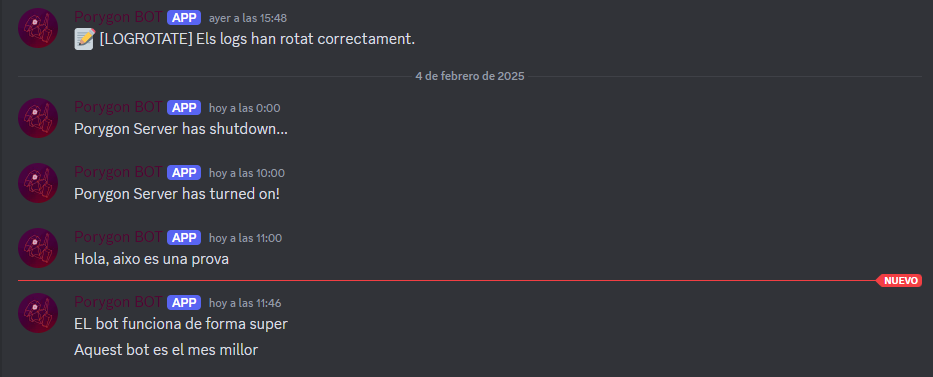 Porygon BOT APP ayer a las 15:48
📝 [LOGROTATE] Els logs han rotat correctament.
4 de febrero de 2025
Porygon BOT APP hoy a las 0:00
Porygon Server has shutdown...
Porygon BOT APP hoy a las 10:00
Porygon Server has turned on!
Porygon BOT APP hoy a las 11:00
Hola, aixo es una prova
NUEVO
Porygon BOT APP hoy a las 11:46
EL bot funciona de forma super
Aquest bot es el mes millor